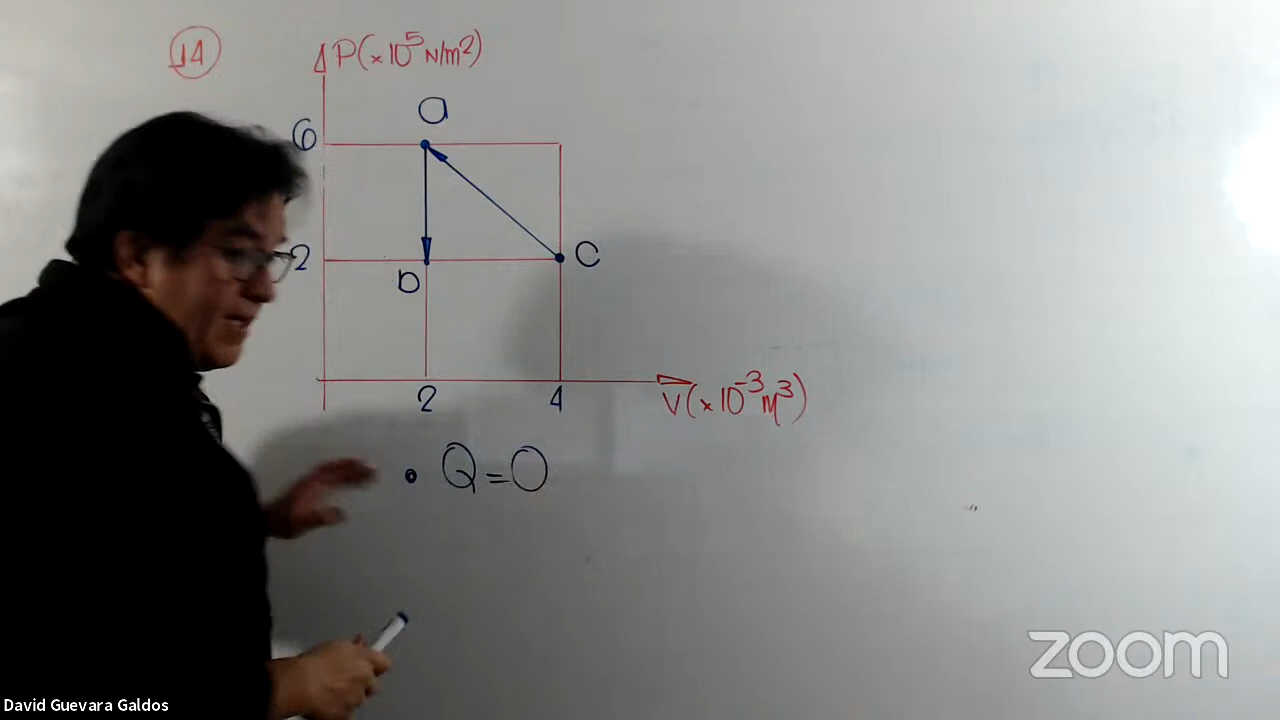 14
P(×10⁵ N/m²)
a
6
2
C
b
2
4
V(×10⁻³ m³)
• Q=0
zoom
David Guevara Galdos